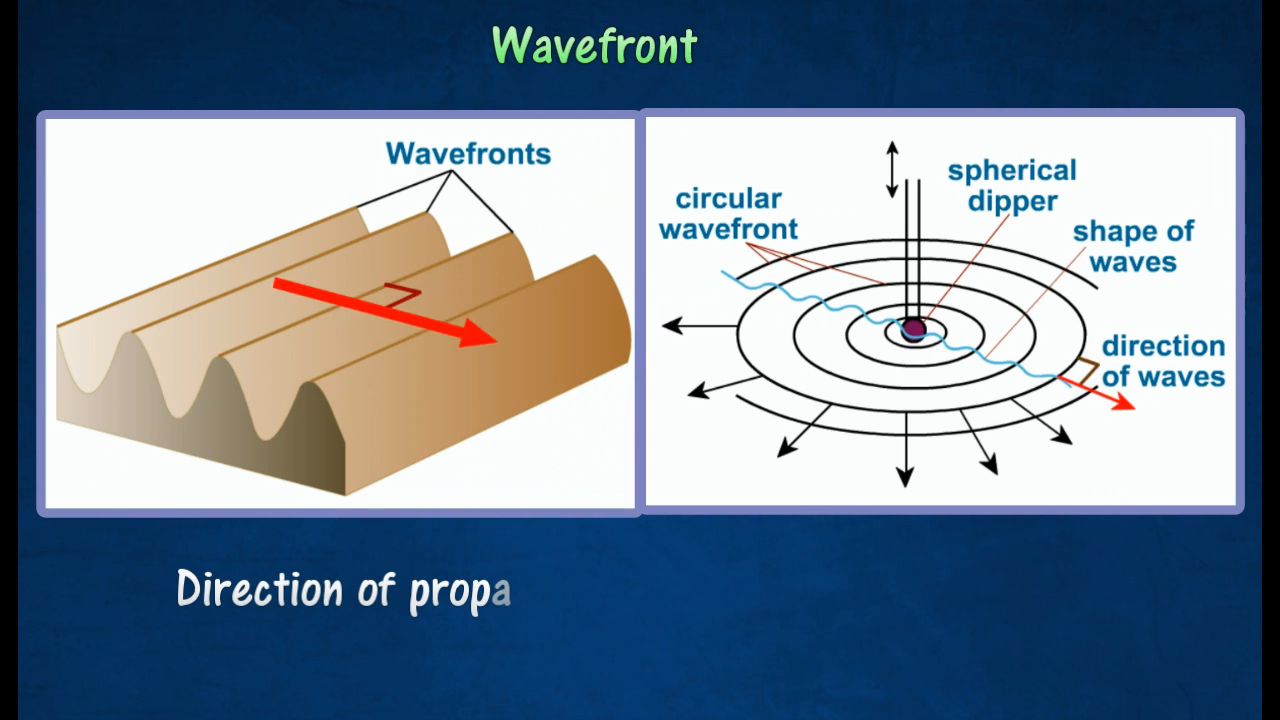 Wavefront
Wavefronts
circular
wavefront
spherical
dipper
shape of
waves
direction
of waves
Direction of propa